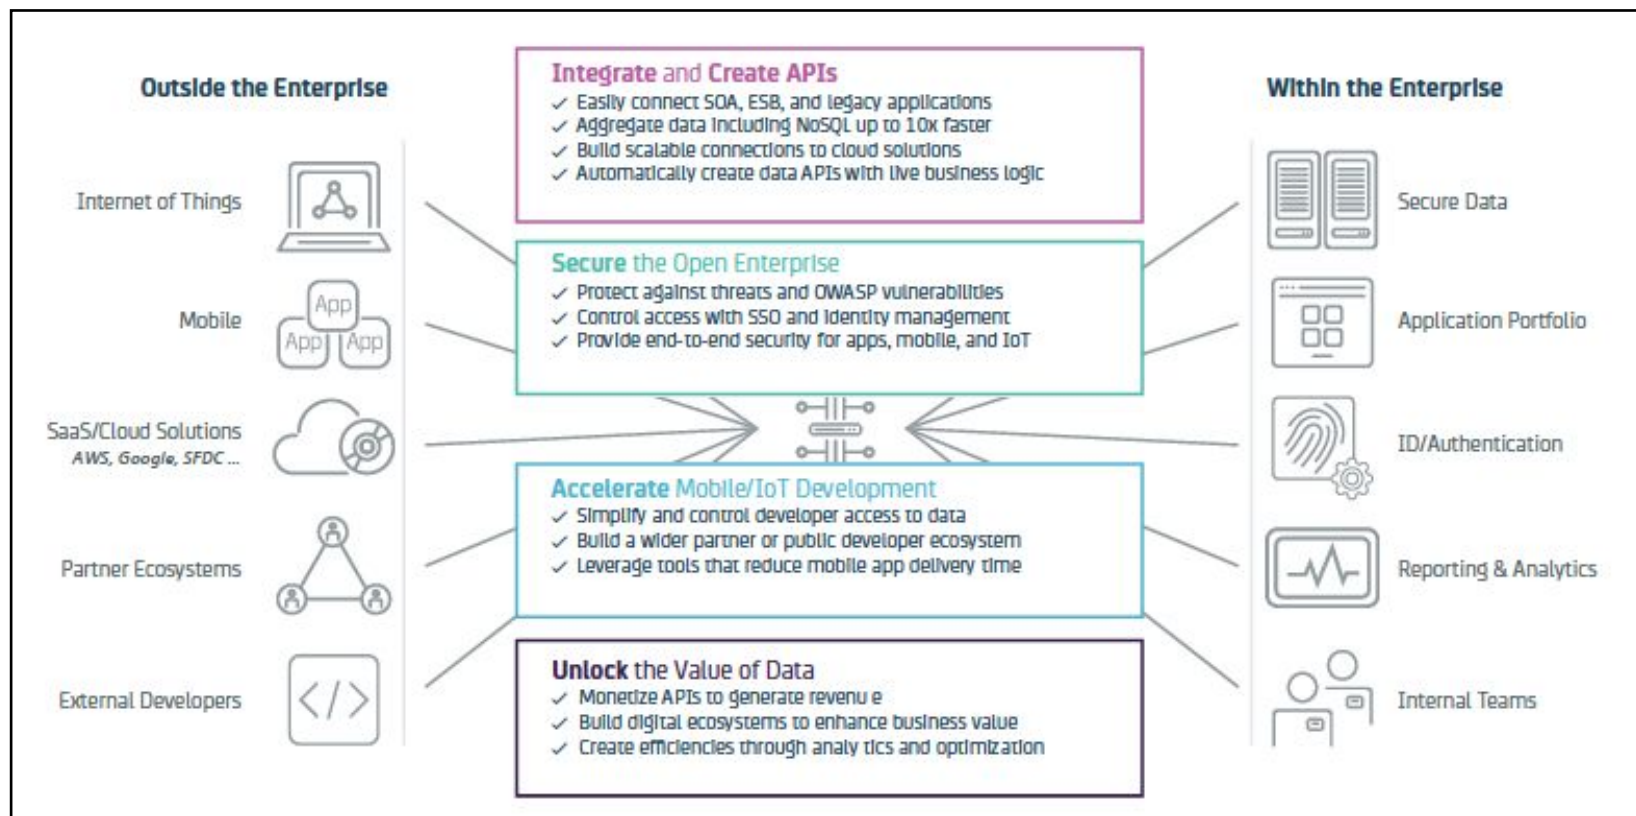 Outside the Enterprise
Internet of Things
Mobile
App
App
App
SaaS/Cloud Solutions
AWS, Google, SFDC ...
Partner Ecosystems
External Developers
</>
Integrate and Create APIs
✓ Easily connect SOA, ESB, and legacy applications
✓ Aggregate data including NoSQL up to 10x faster
✓ Build scalable connections to cloud solutions
✓ Automatically create data APIs with live business logic
Secure the Open Enterprise
✓ Protect against threats and OWASP vulnerabilities
✓ Control access with SSO and identity management
✓ Provide end-to-end security for apps, mobile, and IoT
Accelerate Mobile/IoT Development
✓ Simplify and control developer access to data
✓ Build a wider partner or public developer ecosystem
✓ Leverage tools that reduce mobile app delivery time
Unlock the Value of Data
✓ Monetize APIs to generate revenu e
✓ Build digital ecosystems to enhance business value
✓ Create efficiencies through analy tics and optimization
Within the Enterprise
Secure Data
Application Portfolio
ID/Authentication
Reporting & Analytics
Internal Teams